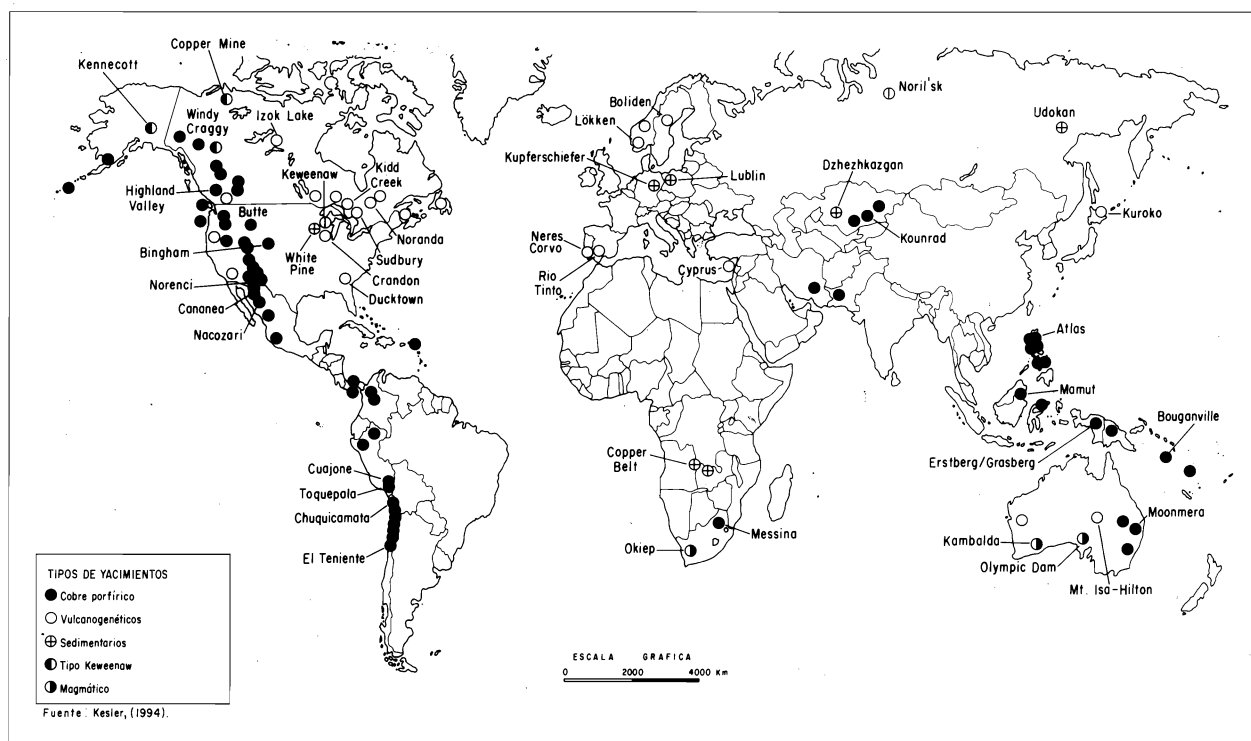 Copper Mine
Kennecott
Windy
Craggy
Izok Lake
Keweenaw
Kidd
Creek
Highland
Valley
Butte
Bingham
White
Pine
Noranda
Sudbury
Crandon
Ducktown
Norenci
Cananea
Nacozari
Cuajone
Toquepala
Chuquicamata
El Teniente
Boliden
Lökken
Kupferschiefer
Lublin
Neres
Corvo
Rio
Tinto
Cyprus
Noril'sk
Udokan
Dzhezhkazgan
Kounrad
Kuroko
Atlas
Mamut
Bouganville
Erstberg/Grasberg
Copper
Belt
Messina
Okiep
Moonmera
Kambalda
Olympic Dam
Mt. Isa-Hilton
TIPOS DE YACIMIENTOS
Cobre porfírico
Vulcanogenéticos
Sedimentarios
Tipo Keweenaw
Magmático
Fuente: Kesler, (1994).
ESCALA GRAFICA
0 2000 4000 Km